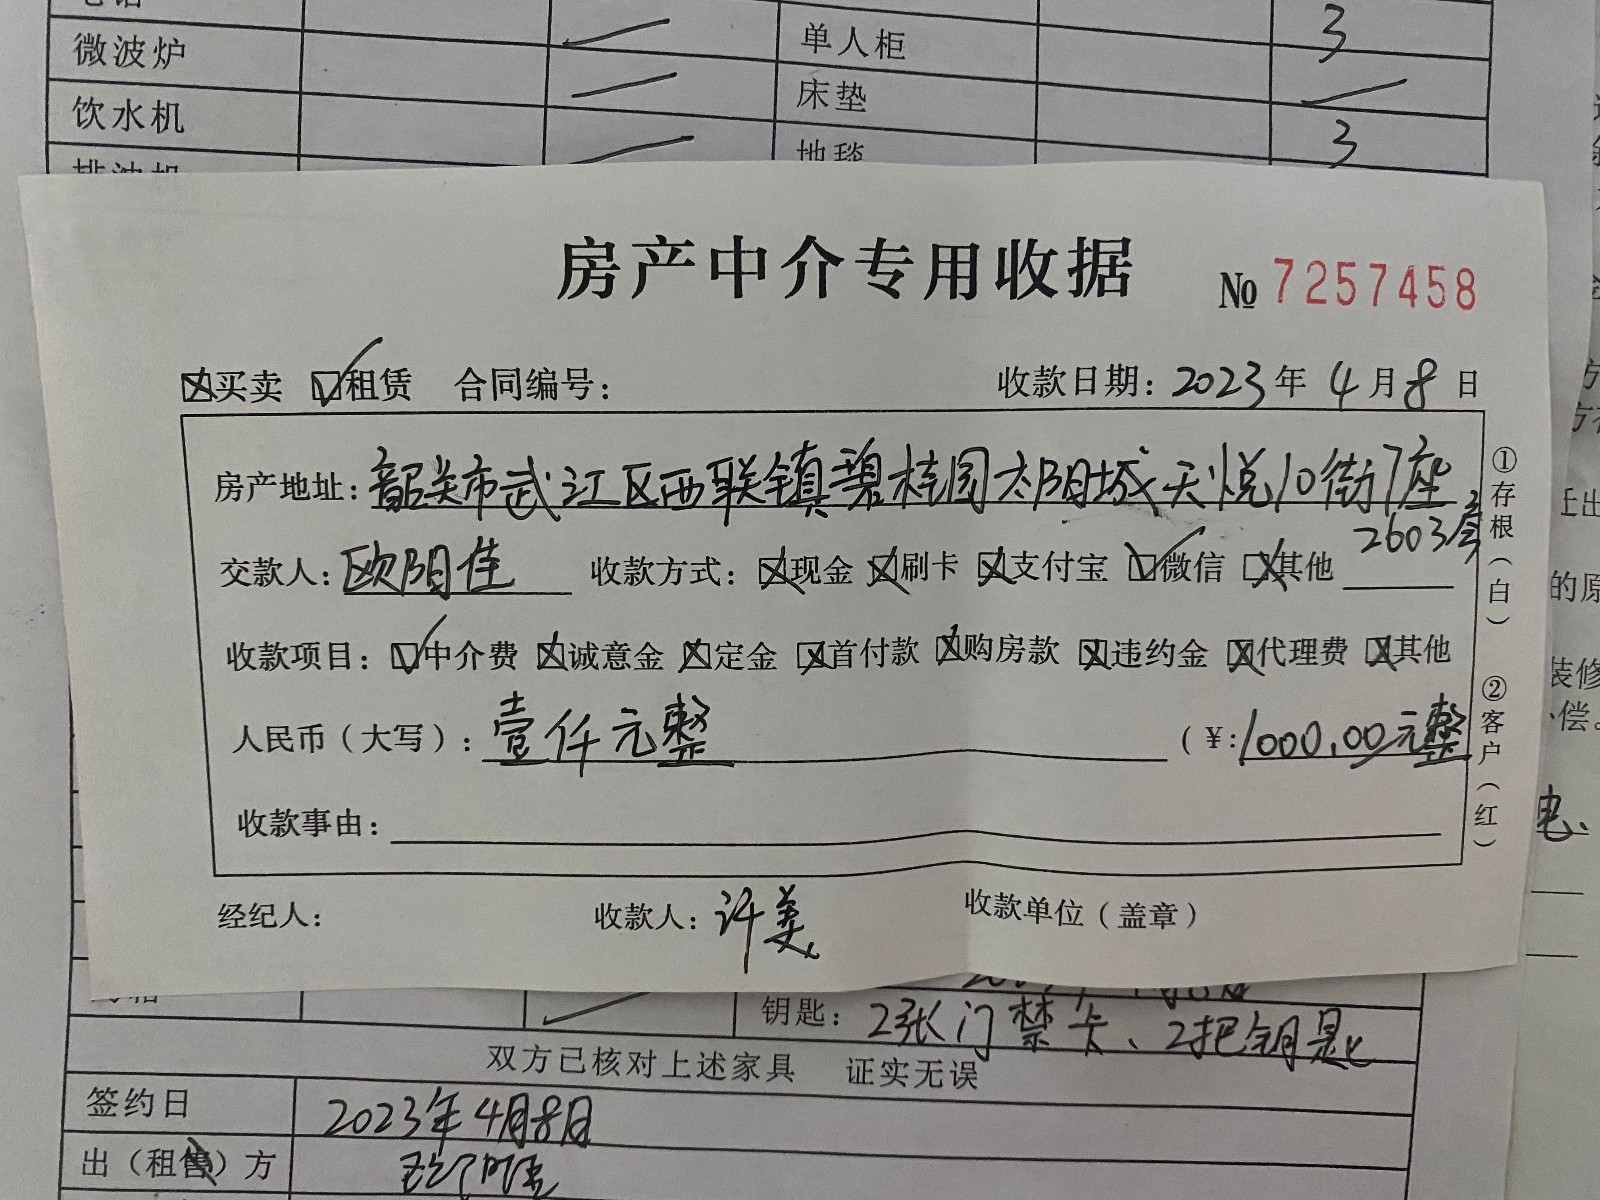 微波炉 单人柜 3
饮水机 床垫
地毯 3
房产中介专用收据
№ 7257458
买卖 租赁 合同编号： 收款日期：2023年4月8日
房产地址：韶关市武江区西联镇碧桂园太阳城天悦10街7座
2603房
交款人：欧阳佳 收款方式：现金 刷卡 支付宝 微信 其他
收款项目：中介费 诚意金 定金 首付款 购房款 违约金 代理费 其他
人民币（大写）：壹仟元整 （¥：1000.00元整
收款事由：
经纪人： 收款人：许美 收款单位（盖章）
①存根（白）
②客户（红）
的原
装修
偿。
电、
钥匙：2张门禁卡、2把钥匙
双方已核对上述家具 证实无误
签约日 2023年4月8日
出（租售）方